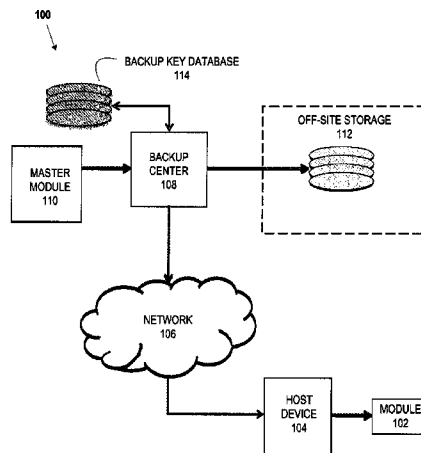 100
BACKUP KEY DATABASE
114
OFF-SITE STORAGE
112
BACKUP
CENTER
108
MASTER
MODULE
110
NETWORK
106
HOST
DEVICE
104
MODULE
102